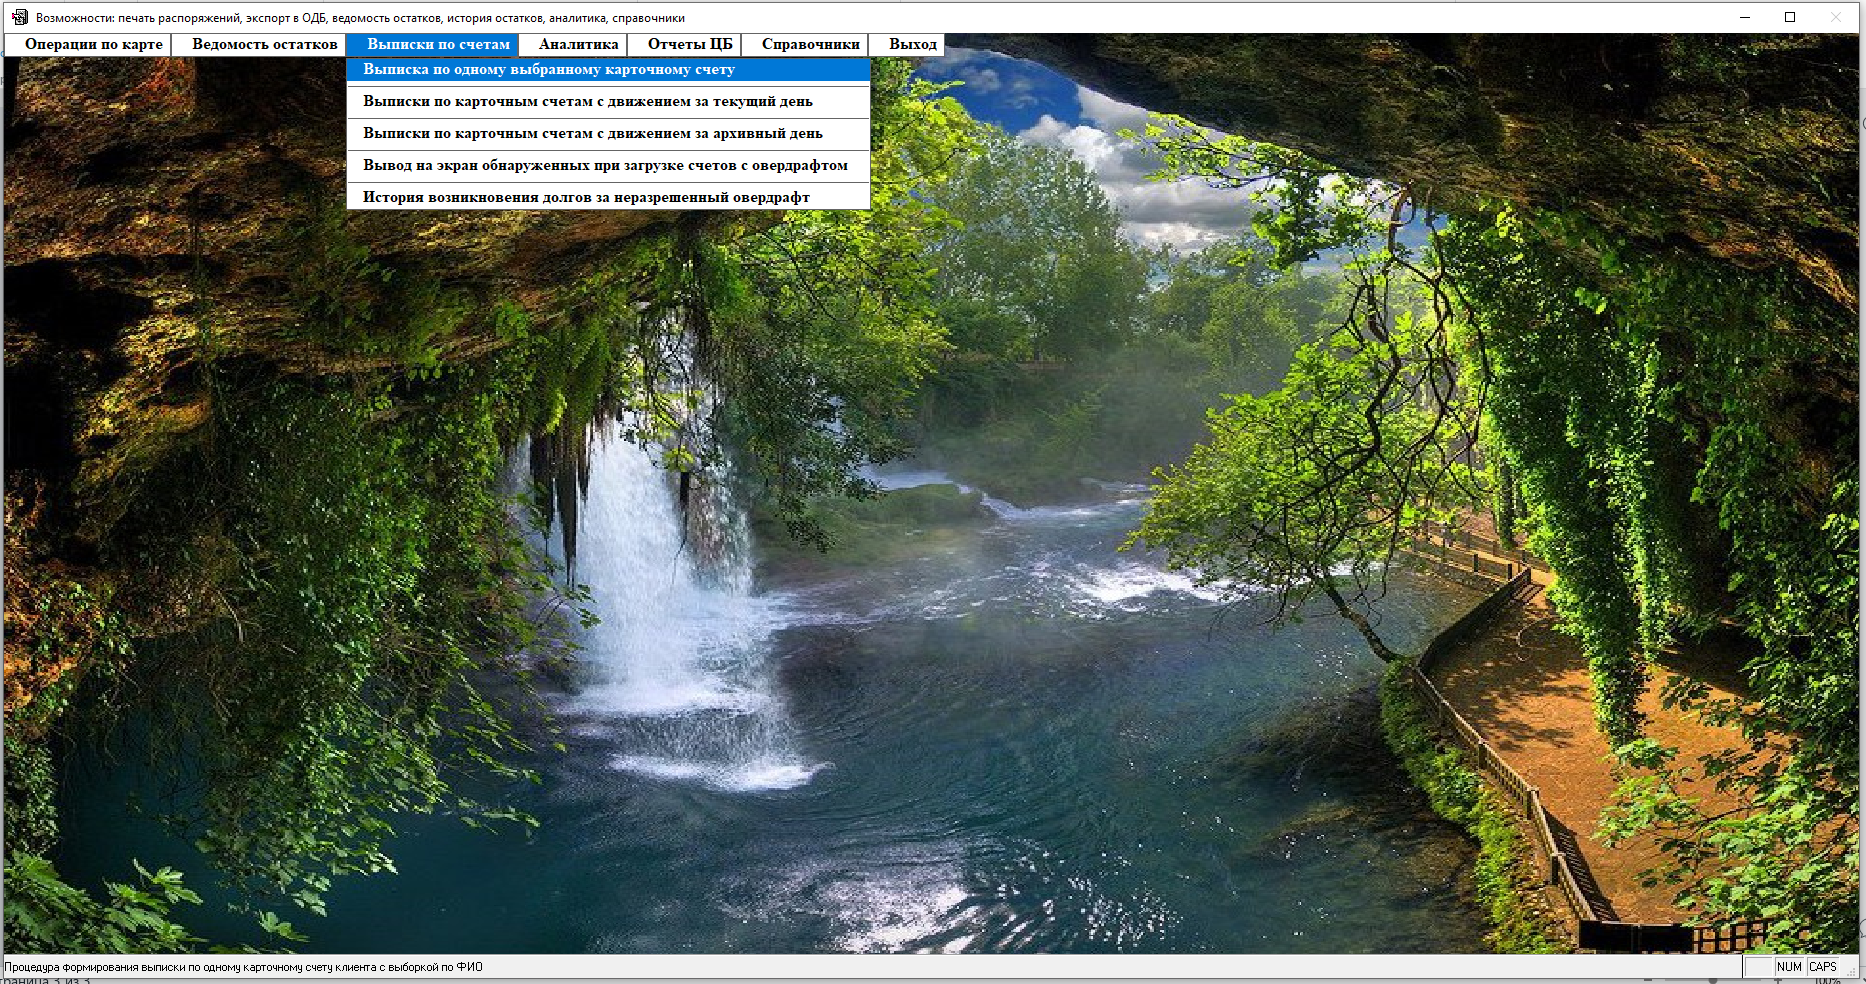 Возможности: печать распоряжений, экспорт в ОДБ, ведомость остатков, история остатков, аналитика, справочники
Операции по карте Ведомость остатков Выписки по счетам Аналитика Отчеты ЦБ Справочники Выход
Выписка по одному выбранному карточному счету
Выписки по карточным счетам с движением за текущий день
Выписки по карточным счетам с движением за архивный день
Вывод на экран обнаруженных при загрузке счетов с овердрафтом
История возникновения долгов за неразрешенный овердрафт
Процедура формирования выписки по одному карточному счету клиента с выборкой по ФИО
NUM CAPS